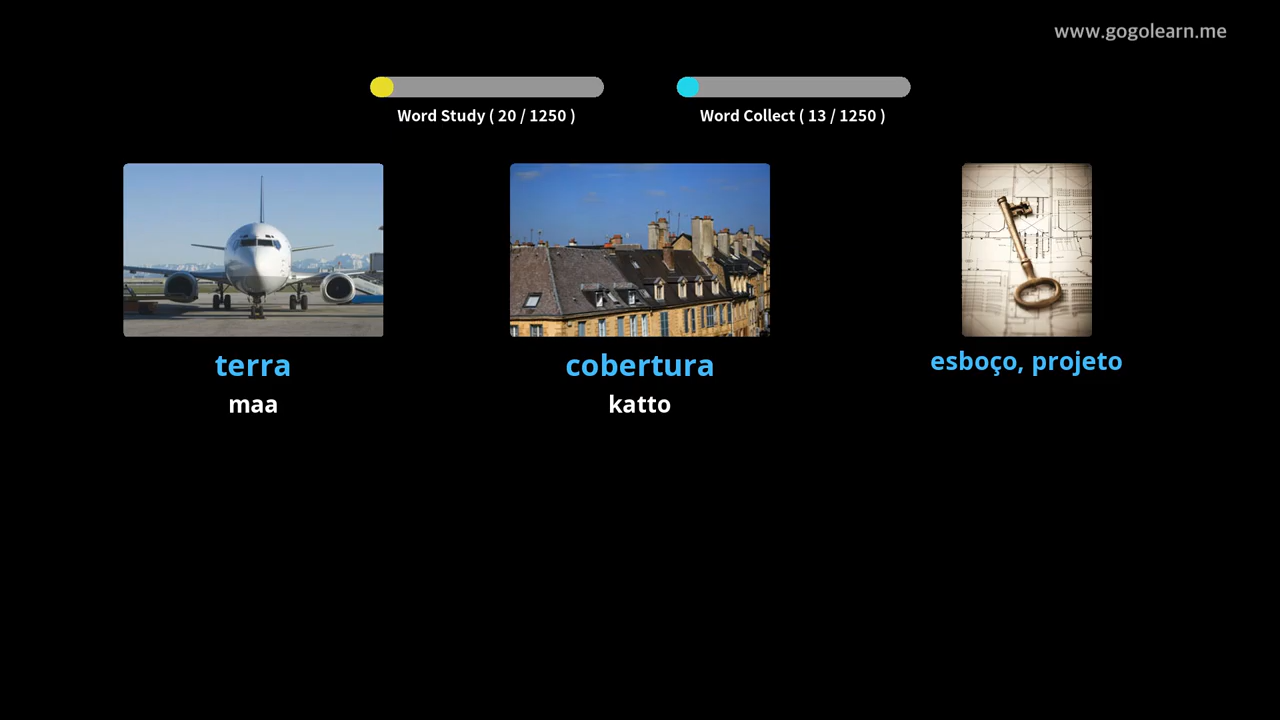 www.gogolearn.me
Word Study ( 20 / 1250 )
Word Collect ( 13 / 1250 )
terra
maa
cobertura
katto
esboço, projeto